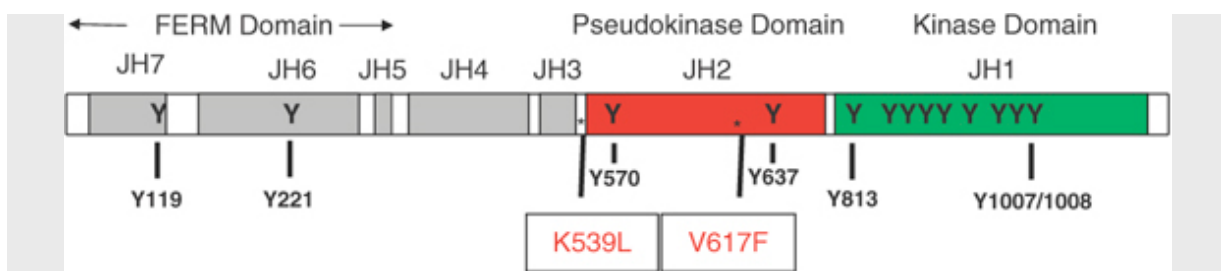 FERM Domain Pseudokinase Domain Kinase Domain
JH7 JH6 JH5 JH4 JH3 JH2 JH1
Y Y * Y * Y Y YYYY Y YYY
Y119 Y221 Y570 Y637 Y813 Y1007/1008
K539L V617F